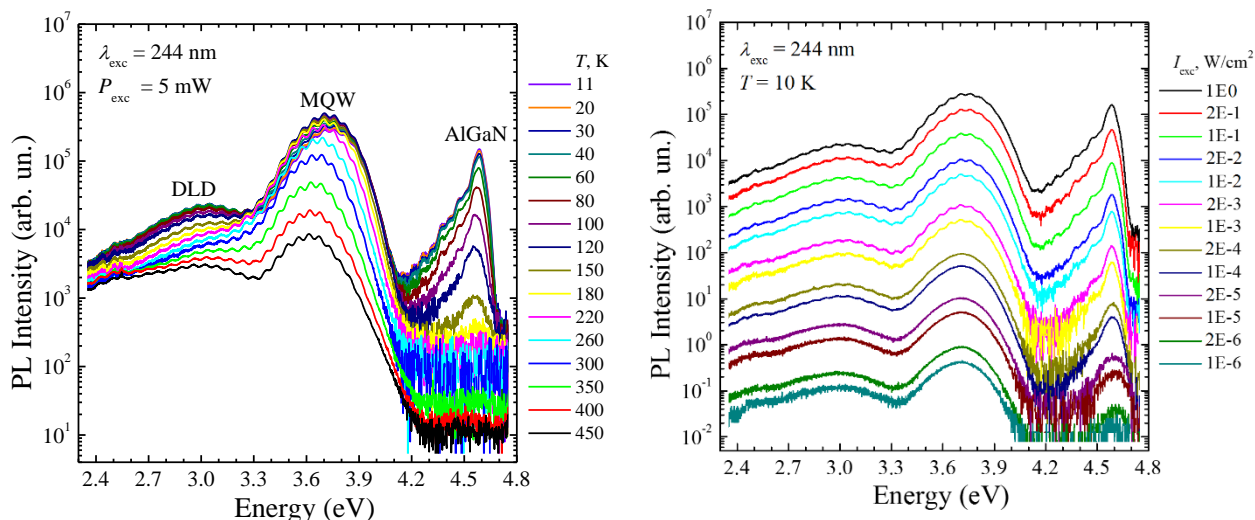 λexc = 244 nm
Pexc = 5 mW
MQW
AlGaN
DLD
T, K
11
20
30
40
60
80
100
120
150
180
220
260
300
350
400
450
PL Intensity (arb. un.)
10^7
10^6
10^5
10^4
10^3
10^2
10^1
2.4 2.7 3.0 3.3 3.6 3.9 4.2 4.5 4.8
Energy (eV)
λexc = 244 nm
T = 10 K
Iexc, W/cm^2
1E0
2E-1
1E-1
2E-2
1E-2
2E-3
1E-3
2E-4
1E-4
2E-5
1E-5
2E-6
1E-6
PL Intensity (arb. un.)
10^7
10^6
10^5
10^4
10^3
10^2
10^1
10^0
10^-1
10^-2
2.4 2.7 3.0 3.3 3.6 3.9 4.2 4.5 4.8
Energy (eV)